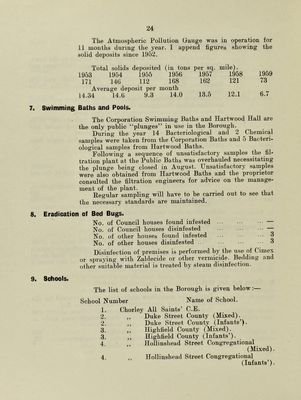 24
The Atmospheric Pollution Gauge was in operation for
11 months during the year. I append figures showing the
solid deposits since 1952.
Total solids deposited (in tons per sq. mile).
1953 1954 1955 1956 1957 1958 1959
171 146 112 168 162 121 73
Average deposit per month
14.34 14.6 9.3 14.0 13.5 12.1 6.7
7. Swimming Baths and Pools.
The Corporation Swimming Baths and Hartwood Hall are
the only public "plunges" in use in the Borough.
During the year 14 Bacteriological and 2 Chemical
samples were taken from the Corporation Baths and 5 Bacteri-
ological samples from Hartwood Baths.
Following a sequence of unsatisfactory samples the fil-
tration plant at the Public Baths was overhauled necessitating
the plunge being closed in August. Unsatisfactory samples
were also obtained from Hartwood Baths and the proprietor
consulted the filtration engineers for advice on the manage-
ment of the plant.
Regular sampling will have to be carried out to see that
the necessary standards are maintained.
8. Eradication of Bed Bugs.
No. of Council houses found infested ... ... ... —
No. of Council houses disinfested ... ... ... —
No. of other houses found infested ... ... ... 3
No. of other houses disinfested ... ... ... 3
Disinfection of premises is performed by the use of Cimex
or spraying with Zaldecide or other vermicide. Bedding and
other suitable material is treated by steam disinfection.
9. Schools.
The list of schools in the Borough is given below:—
School Number Name of School.
1. Chorley All Saints' C.E.
2. ,, Duke Street County (Mixed).
2. ,, Duke Street County (Infants').
3. ,, Highfield County (Mixed).
3. ,, Highfield County (Infants').
4. ,, Hollinshead Street Congregational
(Mixed).
4. ,, Hollinshead Street Congregational
(Infants').